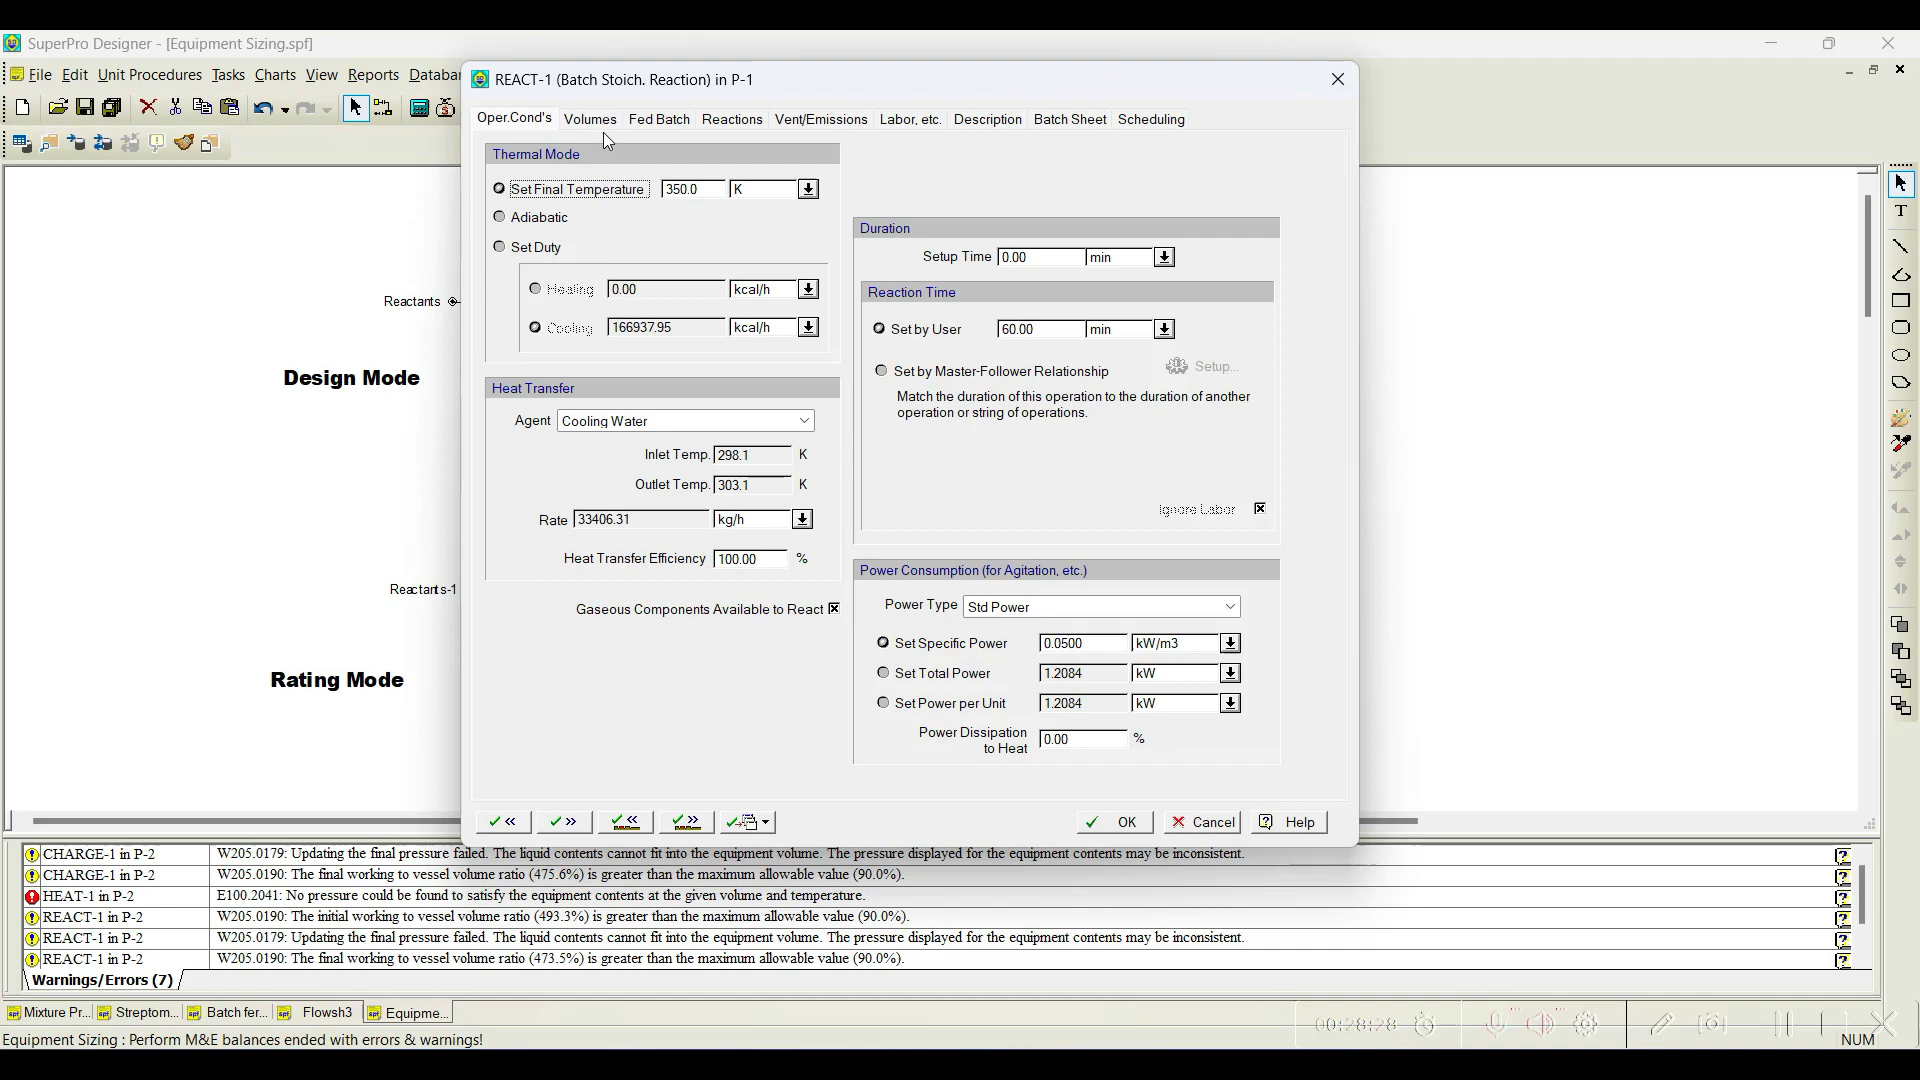 SuperPro Designer - [Equipment Sizing.spf]
File Edit Unit Procedures Tasks Charts View Reports Databa
REACT-1 (Batch Stoich. Reaction) in P-1
Oper.Cond's Volumes Fed Batch Reactions Vent/Emissions Labor, etc. Description Batch Sheet Scheduling
Thermal Mode
Set Final Temperature 350.0 K
Adiabatic
Set Duty
Heating 0.00 kcal/h
Cooling 166937.95 kcal/h
Heat Transfer
Agent Cooling Water
Inlet Temp. 298.1 K
Outlet Temp. 303.1 K
Rate 33406.31 kg/h
Heat Transfer Efficiency 100.00 %
Gaseous Components Available to React
Duration
Setup Time 0.00 min
Reaction Time
Set by User 60.00 min
Set by Master-Follower Relationship Setup...
Match the duration of this operation to the duration of another
operation or string of operations.
Ignore Labor
Power Consumption (for Agitation, etc.)
Power Type Std Power
Set Specific Power 0.0500 kW/m3
Set Total Power 1.2084 kW
Set Power per Unit 1.2084 kW
Power Dissipation
to Heat 0.00 %
OK Cancel Help
Reactants
Design Mode
Reactants-1
Rating Mode
T
CHARGE-1 in P-2 W205.0179: Updating the final pressure failed. The liquid contents cannot fit into the equipment volume. The pressure displayed for the equipment contents may be inconsistent.
CHARGE-1 in P-2 W205.0190: The final working to vessel volume ratio (475.6%) is greater than the maximum allowable value (90.0%).
HEAT-1 in P-2 E100.2041: No pressure could be found to satisfy the equipment contents at the given volume and temperature.
REACT-1 in P-2 W205.0190: The initial working to vessel volume ratio (493.3%) is greater than the maximum allowable value (90.0%).
REACT-1 in P-2 W205.0179: Updating the final pressure failed. The liquid contents cannot fit into the equipment volume. The pressure displayed for the equipment contents may be inconsistent.
REACT-1 in P-2 W205.0190: The final working to vessel volume ratio (473.5%) is greater than the maximum allowable value (90.0%).
Warnings/Errors (7)
Mixture Pr... Streptom... Batch fer... Flowsh3 Equipme...
00:28:28
Equipment Sizing : Perform M&E balances ended with errors & warnings! NUM